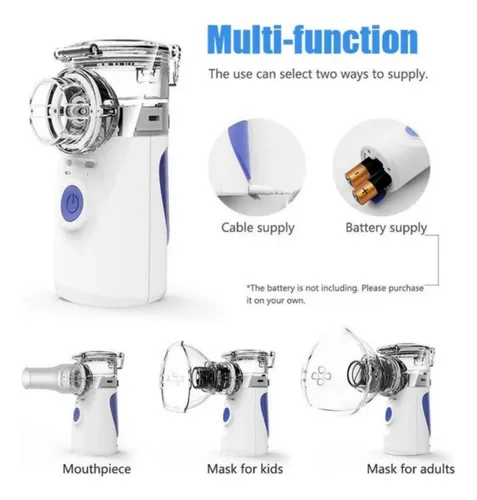 Multi-function
The use can select two ways to supply.
Cable supply
Battery supply
*The battery is not including. Please purchase
it on your own.
Mouthpiece
Mask for kids
Mask for adults